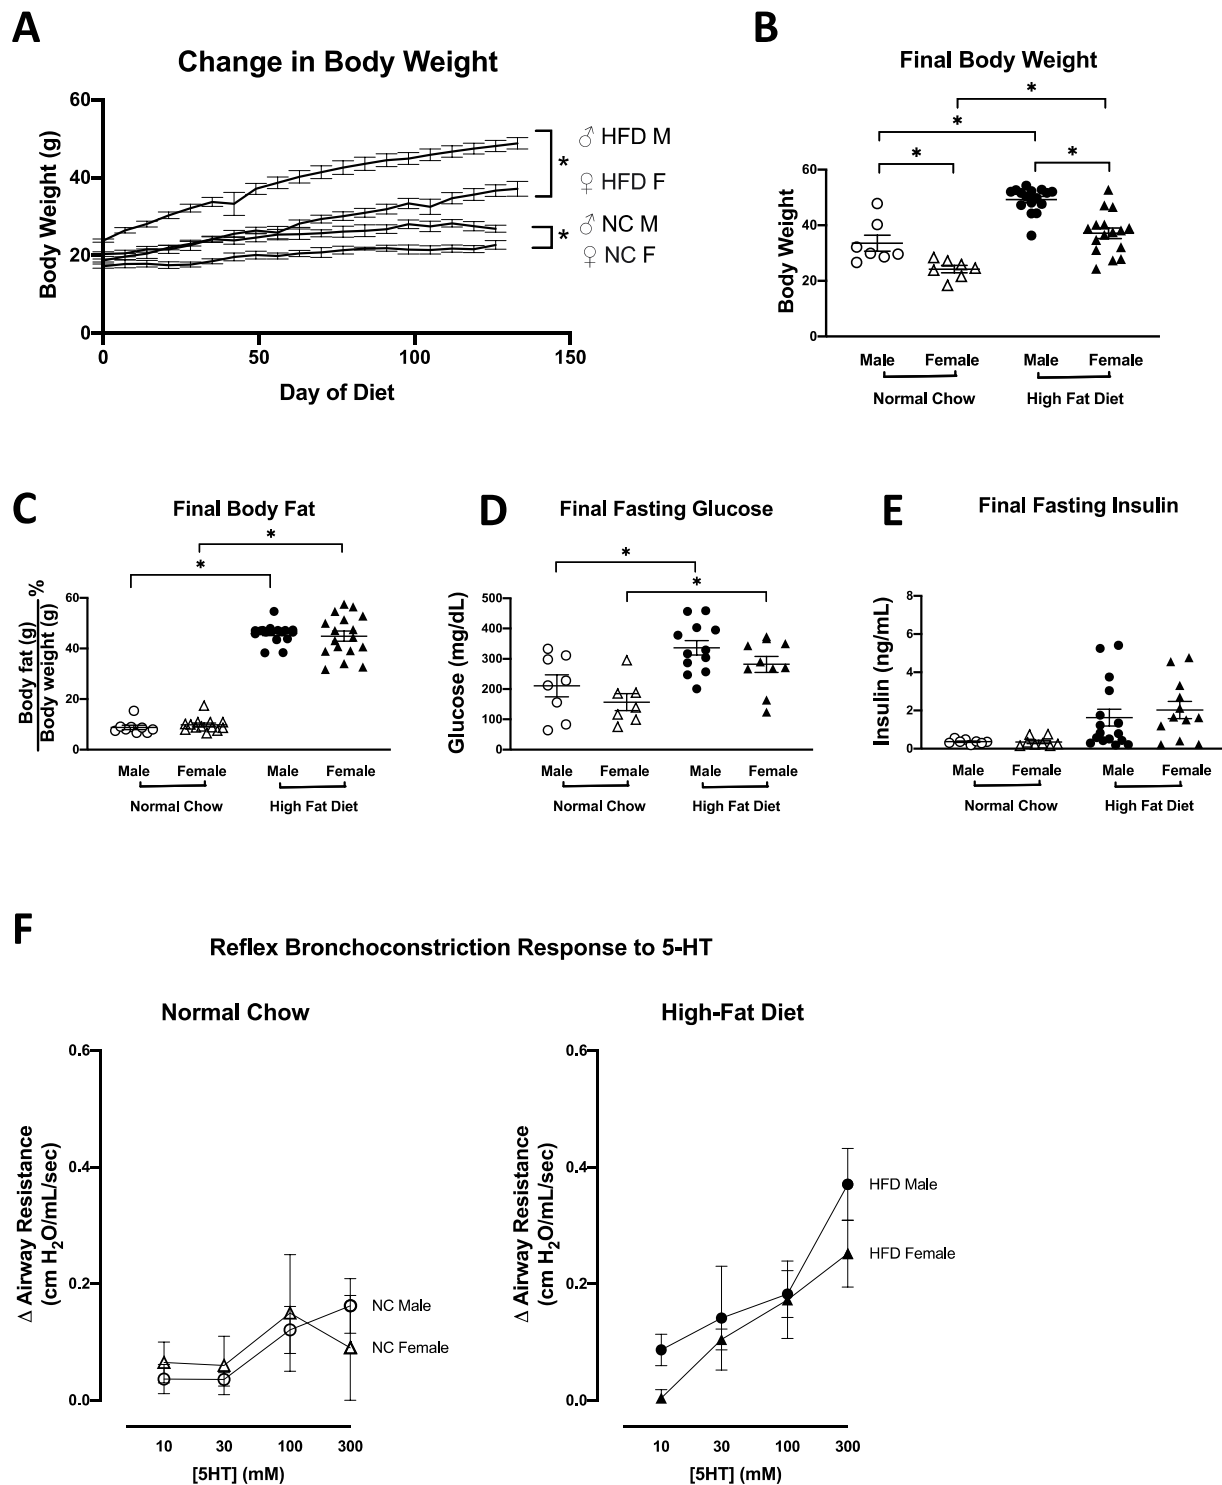 A
Change in Body Weight
Body Weight (g)
60
40
20
0
0 50 100 150
Day of Diet
*
*
♂ HFD M
♀ HFD F
♂ NC M
♀ NC F
B
Final Body Weight
*
*
*
*
Body Weight
60
40
20
0
Male Female Male Female
Normal Chow High Fat Diet
C
Final Body Fat
*
*
Body fat (g)
Body weight (g)
%
60
40
20
0
Male Female Male Female
Normal Chow High Fat Diet
D
Final Fasting Glucose
*
*
Glucose (mg/dL)
500
400
300
200
100
0
Male Female Male Female
Normal Chow High Fat Diet
E
Final Fasting Insulin
Insulin (ng/mL)
8
6
4
2
0
Male Female Male Female
Normal Chow High Fat Diet
F
Reflex Bronchoconstriction Response to 5-HT
Normal Chow
Δ Airway Resistance
(cm H₂O/mL/sec)
0.6
0.4
0.2
0.0
NC Male
NC Female
10 30 100 300
[5HT] (mM)
High-Fat Diet
Δ Airway Resistance
(cm H₂O/mL/sec)
0.6
0.4
0.2
0.0
HFD Male
HFD Female
10 30 100 300
[5HT] (mM)